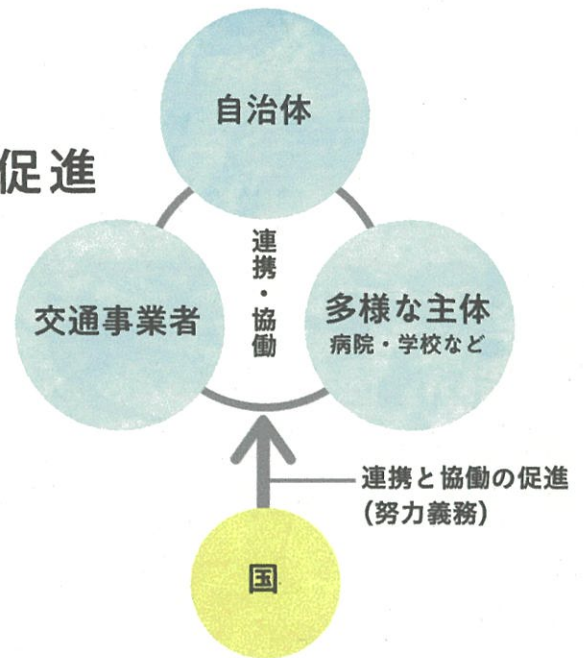 自治体
促進
連携・協働
交通事業者
多様な主体
病院・学校など
連携と協働の促進
(努力義務)
国